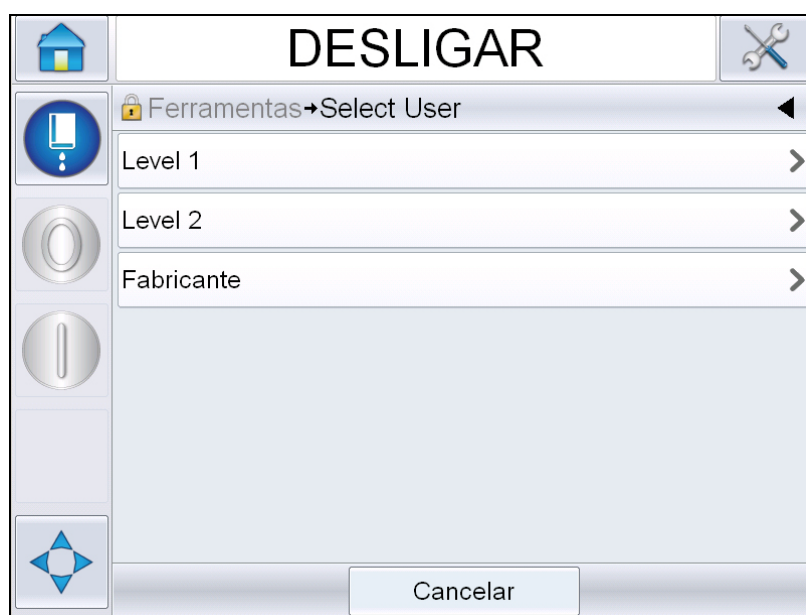 DESLIGAR
Ferramentas→Select User
Level 1
Level 2
Fabricante
Cancelar